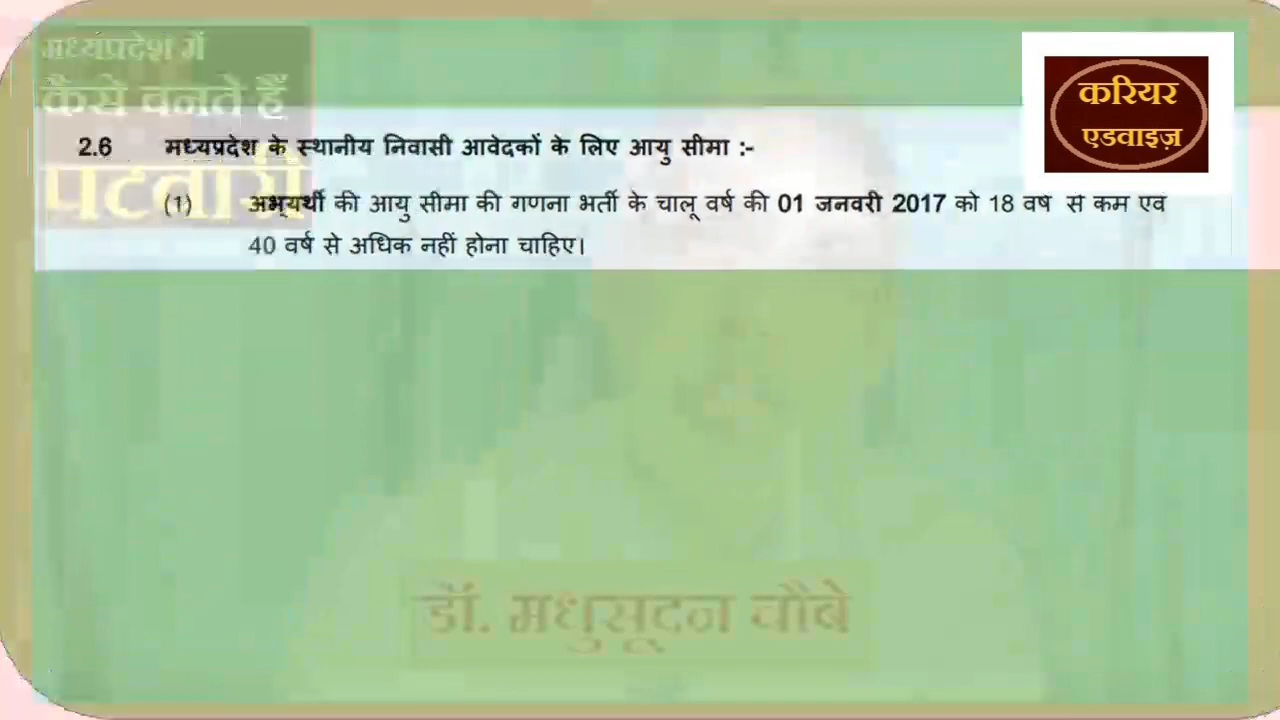 मध्यप्रदेश में
कैसे बनते हैं
पटवारी
करियर
एडवाइज़
2.6 मध्यप्रदेश के स्थानीय निवासी आवेदकों के लिए आयु सीमा :-
(1) अभ्यर्थी की आयु सीमा की गणना भर्ती के चालू वर्ष की 01 जनवरी 2017 को 18 वर्ष से कम एव
40 वर्ष से अधिक नहीं होना चाहिए।
डॉ. मधुसूदन चौबे